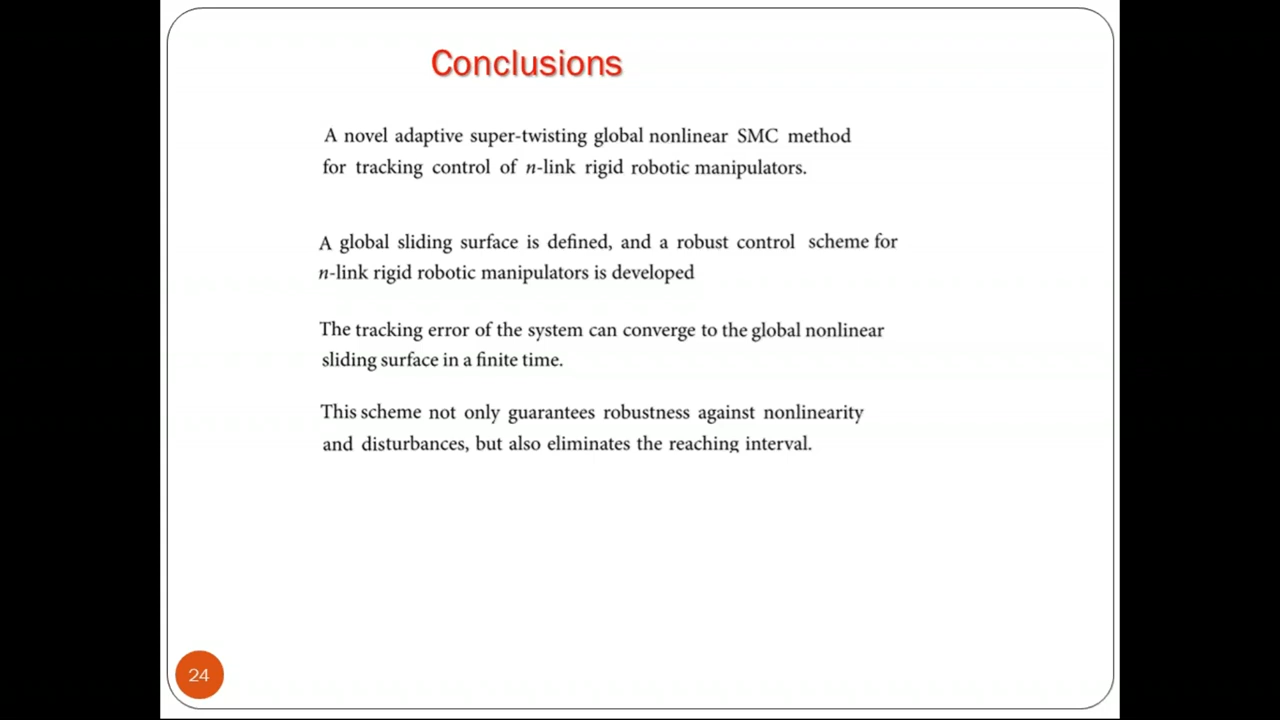 Conclusions
A novel adaptive super-twisting global nonlinear SMC method
for tracking control of n-link rigid robotic manipulators.
A global sliding surface is defined, and a robust control scheme for
n-link rigid robotic manipulators is developed
The tracking error of the system can converge to the global nonlinear
sliding surface in a finite time.
This scheme not only guarantees robustness against nonlinearity
and disturbances, but also eliminates the reaching interval.
24